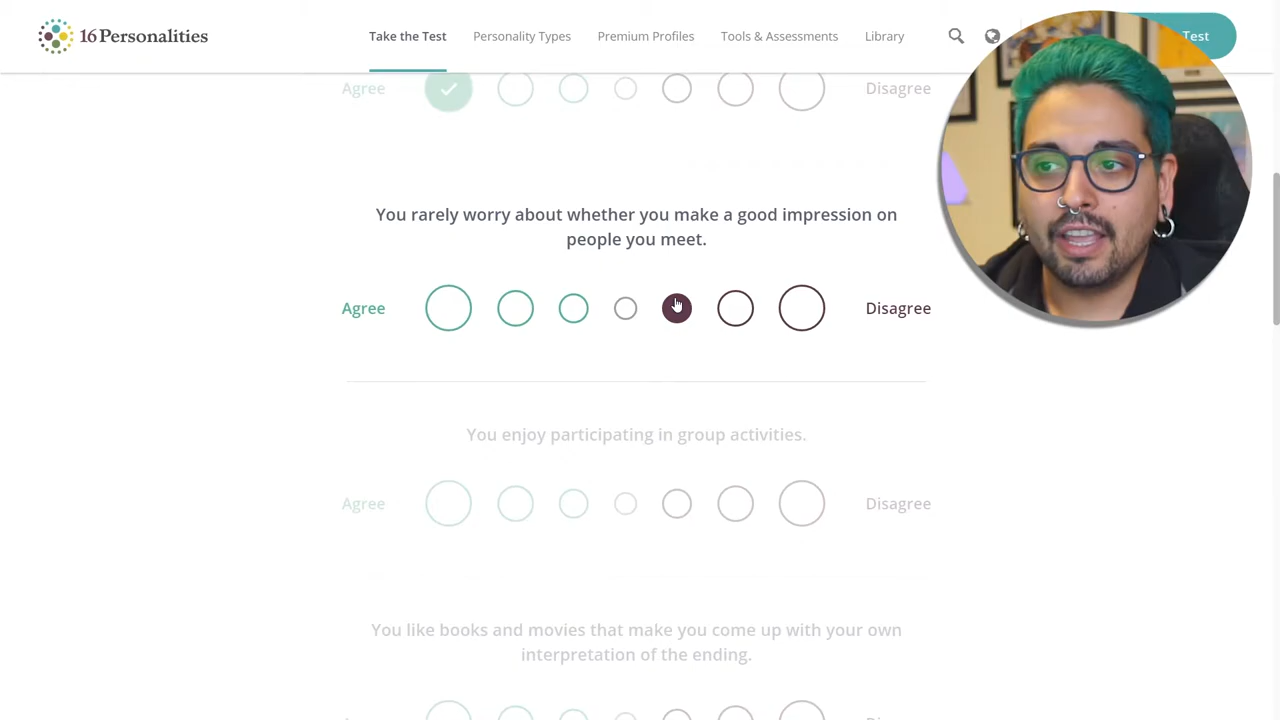 16Personalities
Take the Test
Personality Types
Premium Profiles
Tools & Assessments
Library
Test
Agree
Disagree
You rarely worry about whether you make a good impression on
people you meet.
Agree
Disagree
You enjoy participating in group activities.
Agree
Disagree
You like books and movies that make you come up with your own
interpretation of the ending.